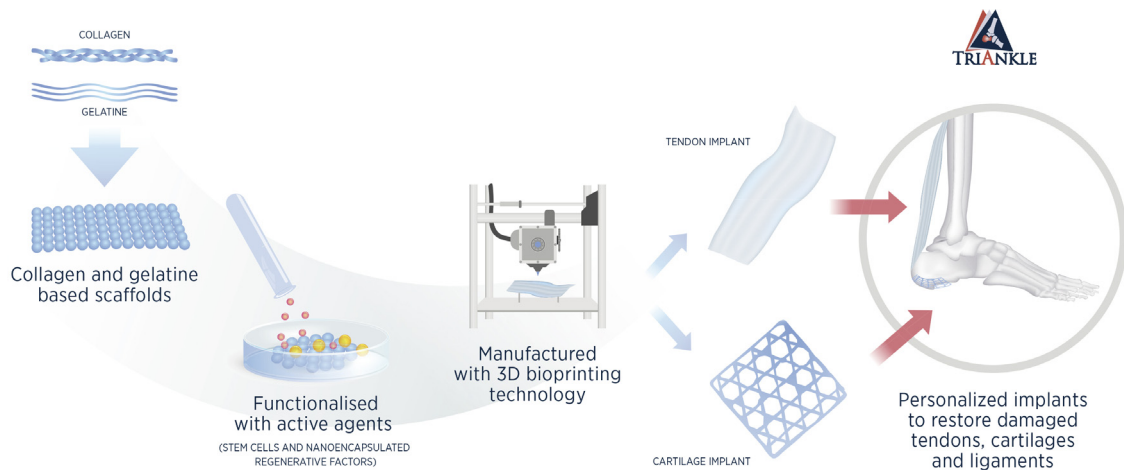 COLLAGEN
GELATINE
Collagen and gelatine
based scaffolds
Functionalised
with active agents
(STEM CELLS AND NANOENCAPSULATED
REGENERATIVE FACTORS)
Manufactured
with 3D bioprinting
technology
TENDON IMPLANT
CARTILAGE IMPLANT
TRIANKLE
Personalized implants
to restore damaged
tendons, cartilages
and ligaments